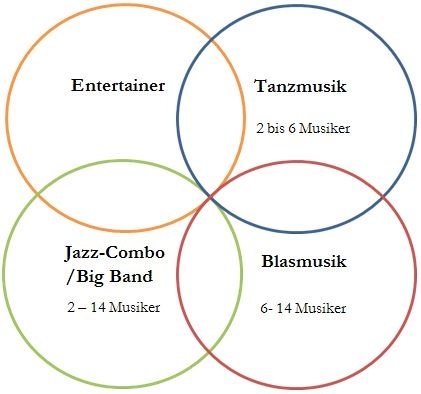 Entertainer
Tanzmusik
2 bis 6 Musiker
Jazz-Combo
/Big Band
2 – 14 Musiker
Blasmusik
6- 14 Musiker